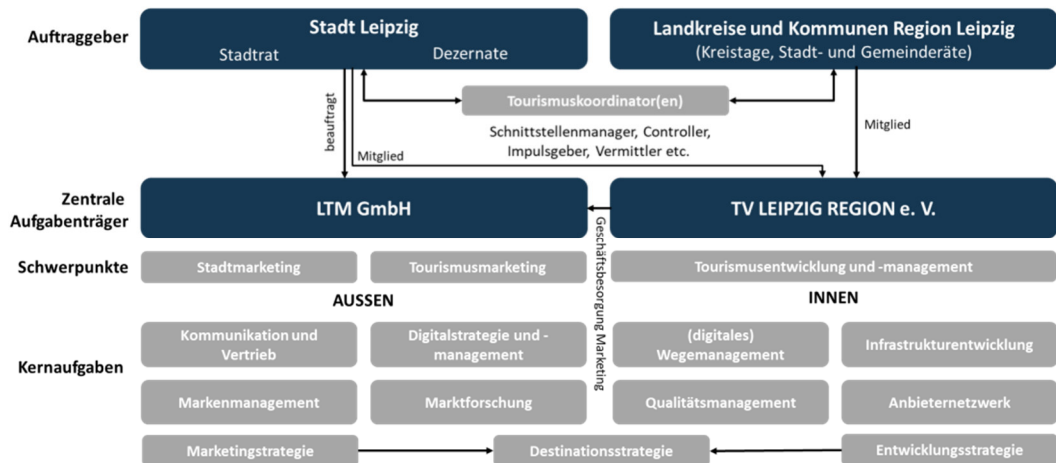 Auftraggeber
Stadt Leipzig
Stadtrat Dezernate
Landkreise und Kommunen Region Leipzig
(Kreistage, Stadt- und Gemeinderäte)
beauftragt
Tourismuskoordinator(en)
Schnittstellenmanager, Controller,
Impulsgeber, Vermittler etc.
Mitglied
Mitglied
Zentrale
Aufgabenträger
LTM GmbH
TV LEIPZIG REGION e. V.
Geschäftsbesorgung Marketing
Schwerpunkte
Stadtmarketing
Tourismusmarketing
Tourismusentwicklung und -management
AUSSEN
INNEN
Kernaufgaben
Kommunikation und
Vertrieb
Digitalstrategie und -
management
(digitales)
Wegemanagement
Infrastrukturentwicklung
Markenmanagement
Marktforschung
Qualitätsmanagement
Anbieternetzwerk
Marketingstrategie
Destinationsstrategie
Entwicklungsstrategie